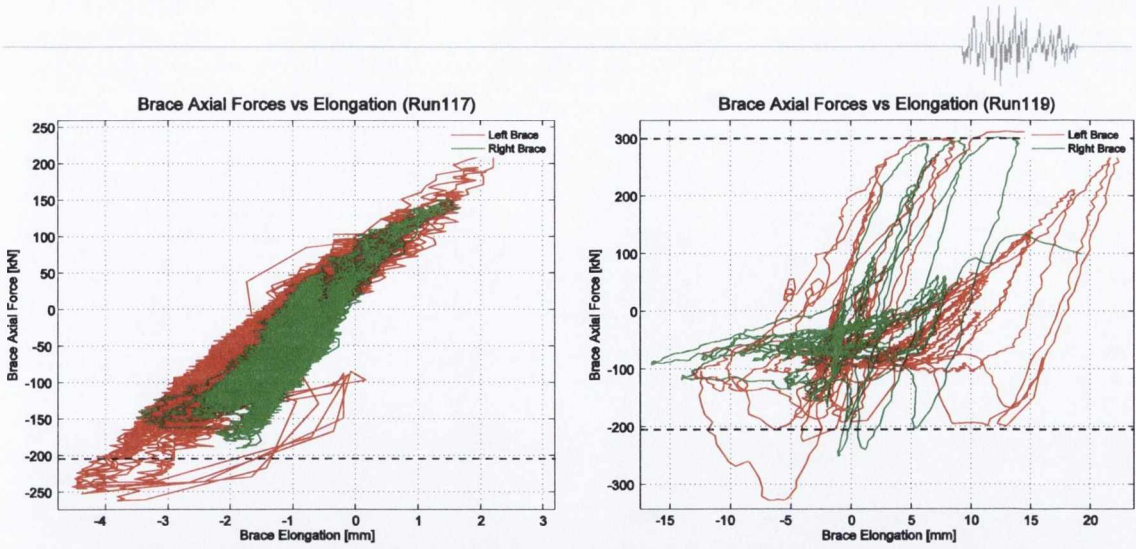 Brace Axial Forces vs Elongation (Run117)
Left Brace
Right Brace
250
200
150
100
50
0
-50
-100
-150
-200
-250
Brace Axial Force [kN]
-4 -3 -2 -1 0 1 2 3
Brace Elongation [mm]
Brace Axial Forces vs Elongation (Run119)
Left Brace
Right Brace
300
200
100
0
-100
-200
-300
Brace Axial Force [kN]
-15 -10 -5 0 5 10 15 20
Brace Elongation [mm]